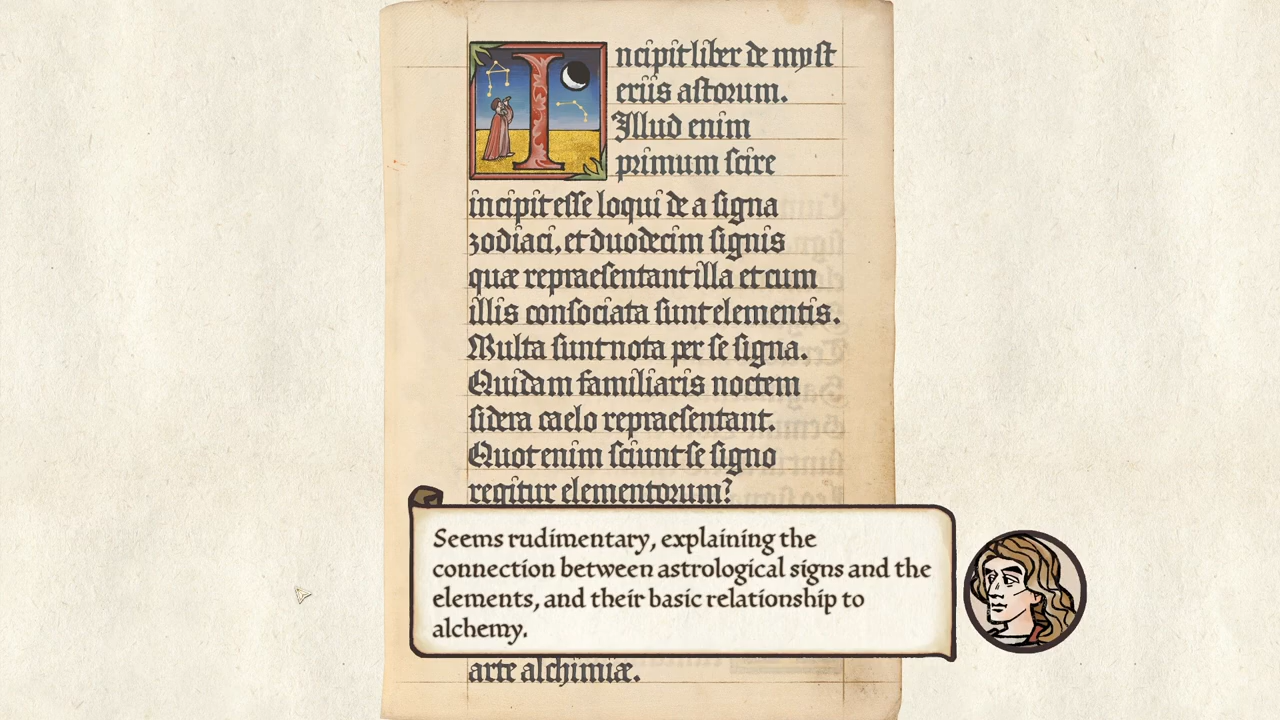 Incipit liber de myst
eriis astorum.
Illud enim
primum scire
incipit esse loqui de a signa
zodiaci, et duodecim signis
quæ repraesentant illa et cum
illis consociata sunt elementis.
Multa sunt nota per se signa.
Quidam familiaris noctem
sidera caelo repraesentant.
Quot enim sciunt se signo
regitur elementorum?
Seems rudimentary, explaining the
connection between astrological signs and the
elements, and their basic relationship to
alchemy.
arte alchimiæ.